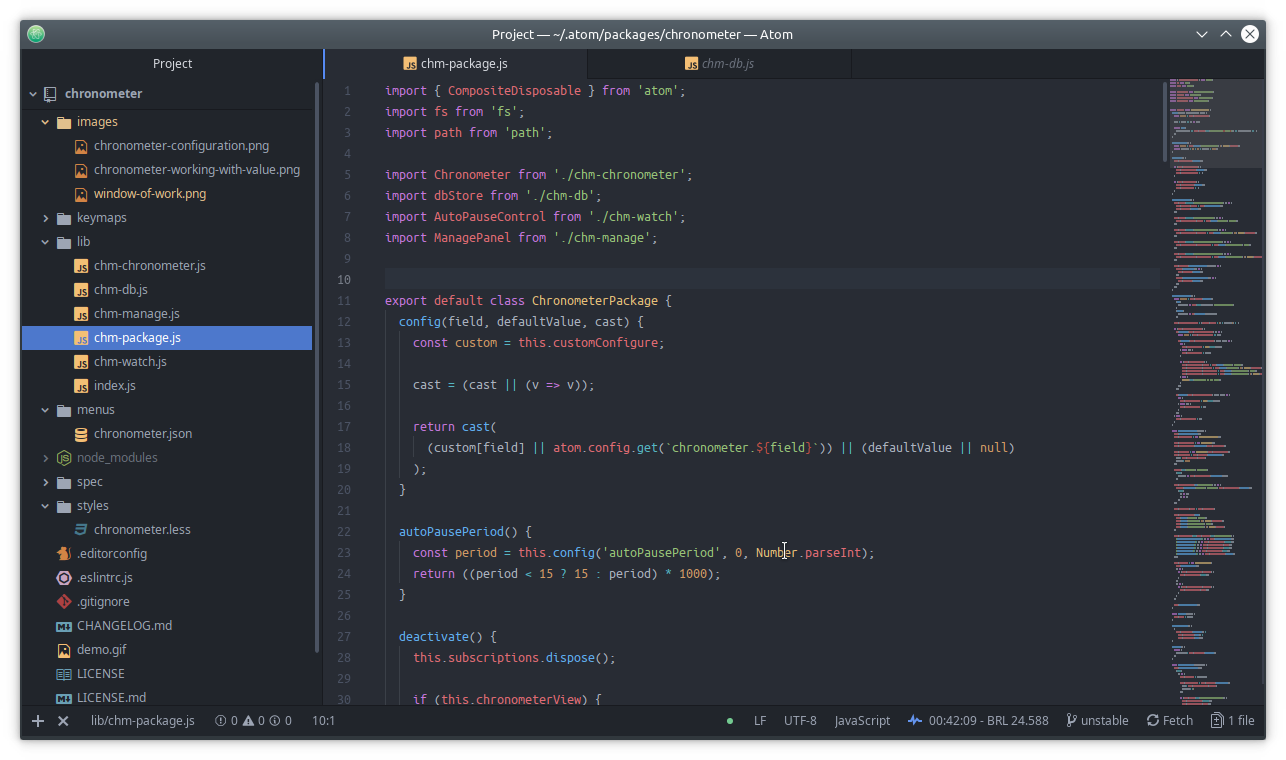 Project — ~/.atom/packages/chronometer — Atom
Project
chronometer
images
chronometer-configuration.png
chronometer-working-with-value.png
window-of-work.png
keymaps
lib
chm-chronometer.js
chm-db.js
chm-manage.js
chm-package.js
chm-watch.js
index.js
menus
chronometer.json
node_modules
spec
styles
chronometer.less
.editorconfig
.eslintrc.js
.gitignore
CHANGELOG.md
demo.gif
LICENSE
LICENSE.md
chm-package.js
chm-db.js
1 import { CompositeDisposable } from 'atom';
2 import fs from 'fs';
3 import path from 'path';
4
5 import Chronometer from './chm-chronometer';
6 import dbStore from './chm-db';
7 import AutoPauseControl from './chm-watch';
8 import ManagePanel from './chm-manage';
9
10
11 export default class ChronometerPackage {
12 config(field, defaultValue, cast) {
13 const custom = this.customConfigure;
14
15 cast = (cast || (v => v));
16
17 return cast(
18 (custom[field] || atom.config.get(`chronometer.${field}`)) || (defaultValue || null)
19 );
20 }
21
22 autoPausePeriod() {
23 const period = this.config('autoPausePeriod', 0, Number.parseInt);
24 return ((period < 15 ? 15 : period) * 1000);
25 }
26
27 deactivate() {
28 this.subscriptions.dispose();
29
30 if (this.chronometerView) {
lib/chm-package.js 0 0 0 10:1 LF UTF-8 JavaScript 00:42:09 - BRL 24.588 unstable Fetch 1 file